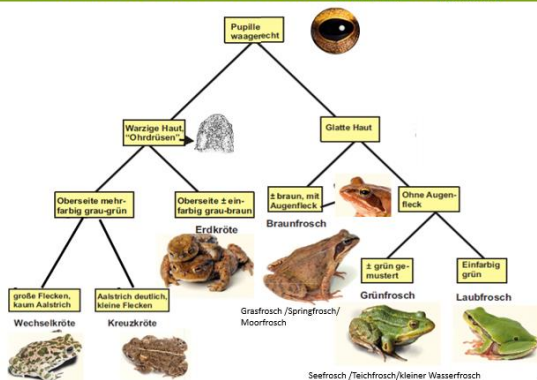 Pupille
waagerecht
Warzige Haut,
"Ohrdrüsen"
Glatte Haut
Oberseite mehr-
farbig grau-grün
Oberseite ± ein-
farbig grau-braun
± braun, mit
Augenfleck
Ohne Augen-
fleck
Erdkröte
Braunfrosch
große Flecken,
kaum Aalstrich
Aalstrich deutlich,
kleine Flecken
± grün ge-
mustert
Einfarbig
grün
Wechselkröte
Kreuzkröte
Grasfrosch /Springfrosch/
Moorfrosch
Grünfrosch
Laubfrosch
Seefrosch /Teichfrosch/kleiner Wasserfrosch